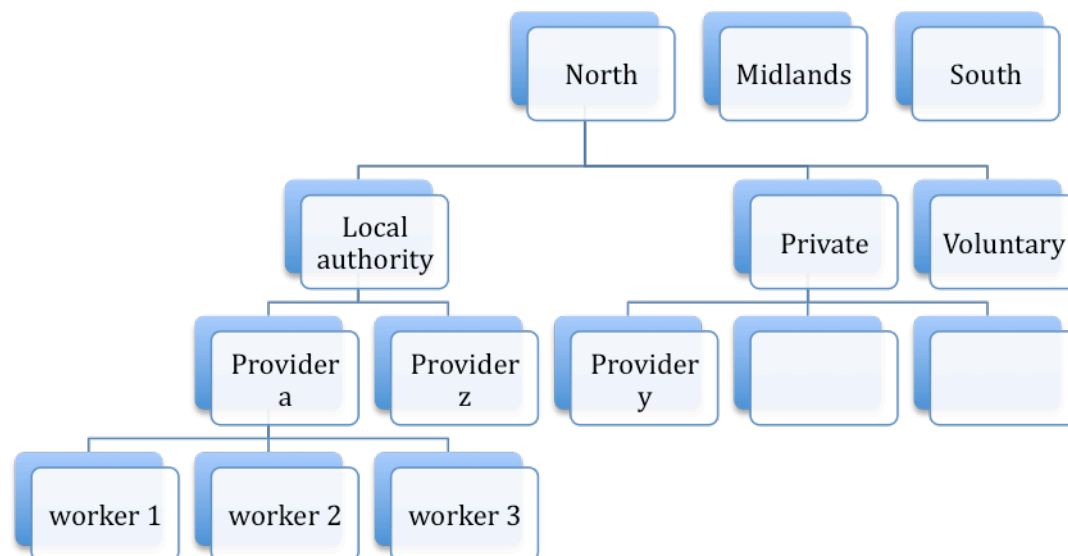 North
Midlands
South
Local
authority
Private
Voluntary
Provider
a
Provider
z
Provider
y
worker 1
worker 2
worker 3